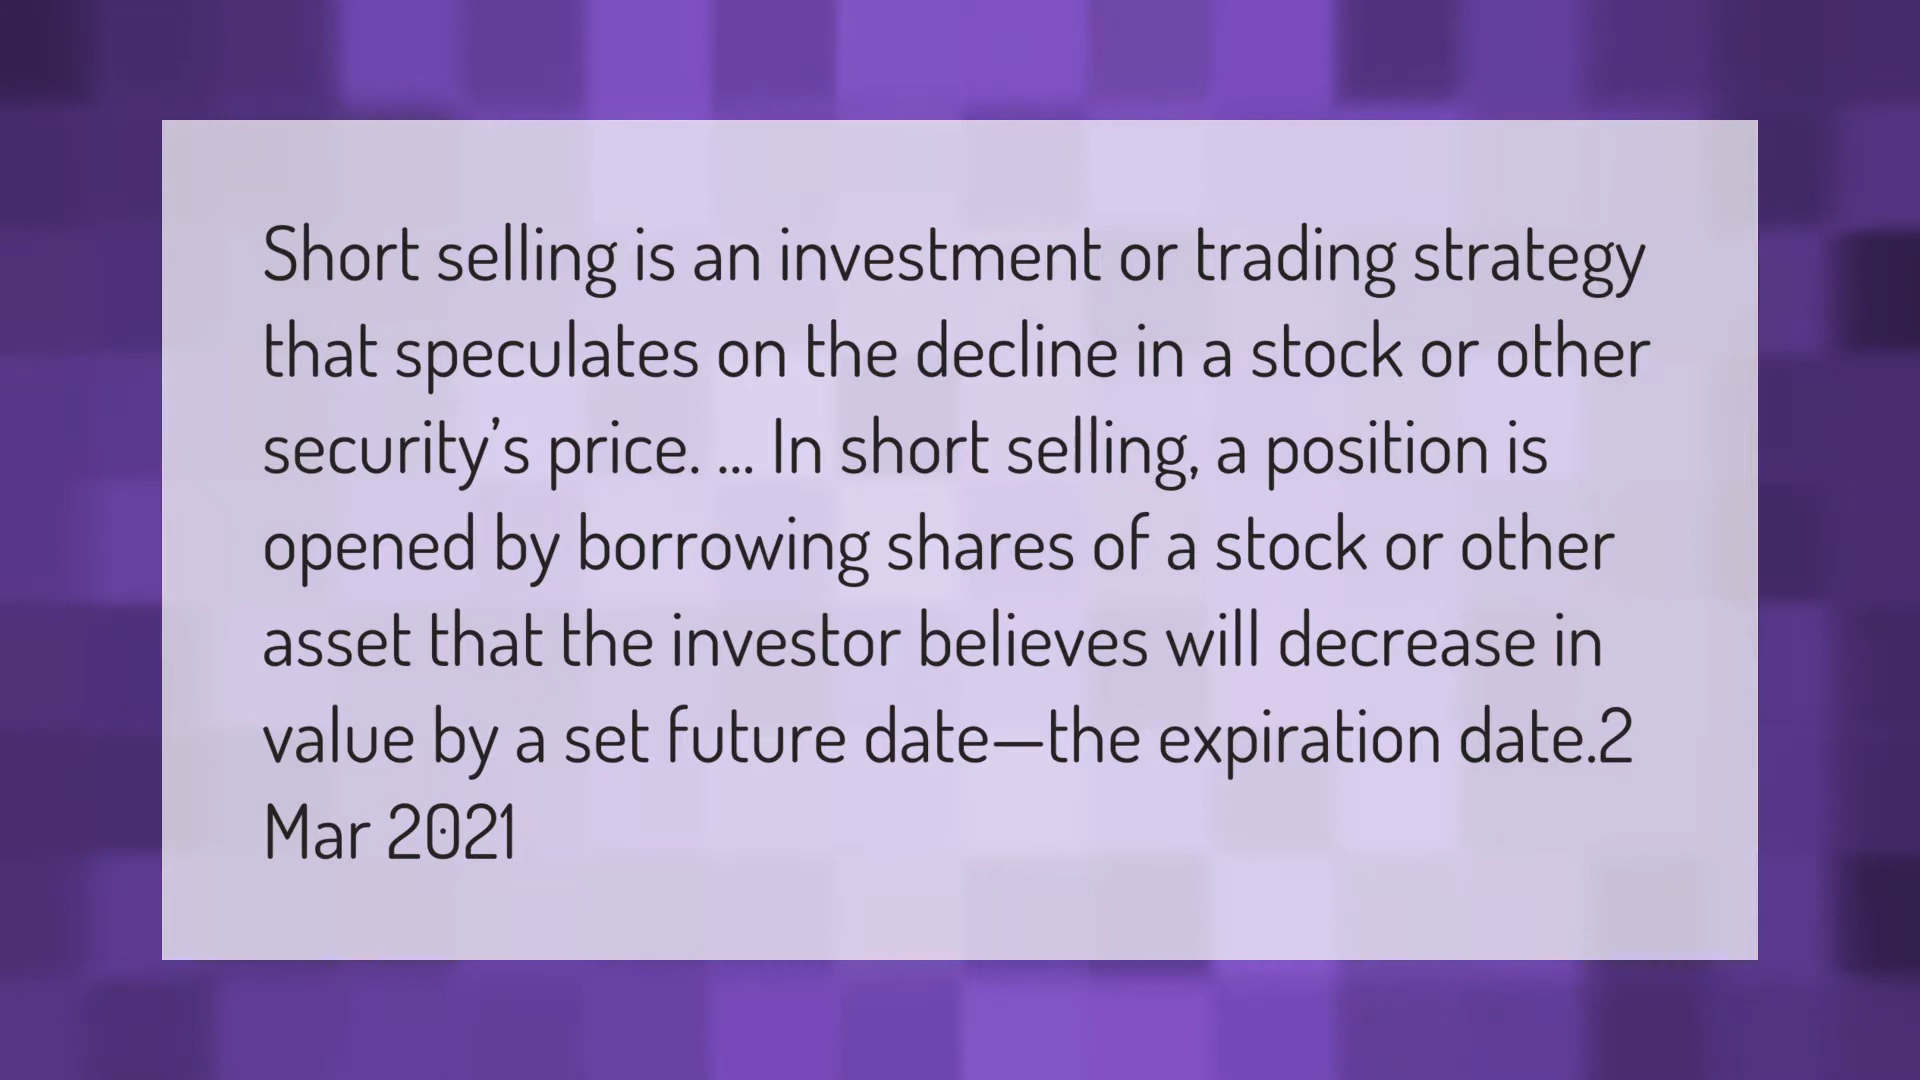 Short selling is an investment or trading strategy
that speculates on the decline in a stock or other
security’s price. ... In short selling, a position is
opened by borrowing shares of a stock or other
asset that the investor believes will decrease in
value by a set future date—the expiration date.2
Mar 2021